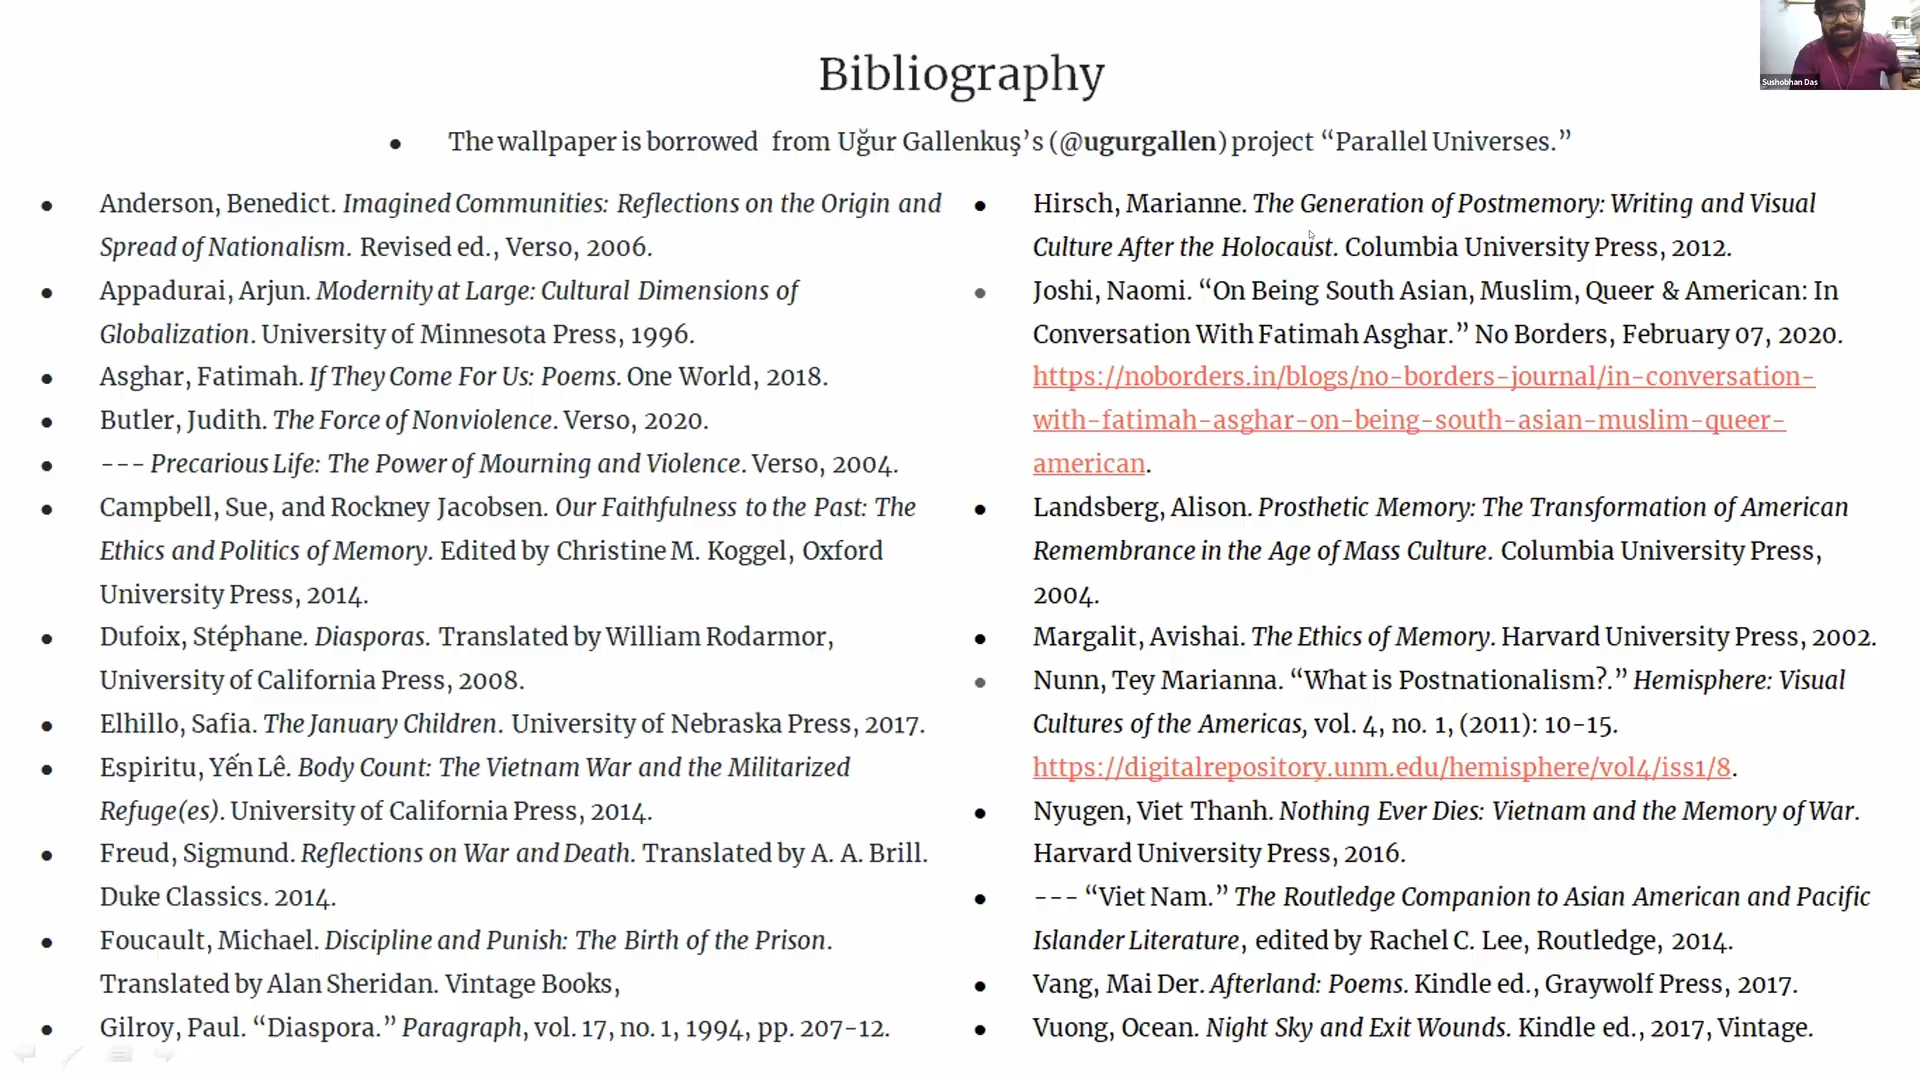 Sushobhan Das
Bibliography
● The wallpaper is borrowed from Uğur Gallenkuş’s (@ugurgallen) project “Parallel Universes.”
● Anderson, Benedict. Imagined Communities: Reflections on the Origin and
Spread of Nationalism. Revised ed., Verso, 2006.
● Appadurai, Arjun. Modernity at Large: Cultural Dimensions of
Globalization. University of Minnesota Press, 1996.
● Asghar, Fatimah. If They Come For Us: Poems. One World, 2018.
● Butler, Judith. The Force of Nonviolence. Verso, 2020.
● --- Precarious Life: The Power of Mourning and Violence. Verso, 2004.
● Campbell, Sue, and Rockney Jacobsen. Our Faithfulness to the Past: The
Ethics and Politics of Memory. Edited by Christine M. Koggel, Oxford
University Press, 2014.
● Dufoix, Stéphane. Diasporas. Translated by William Rodarmor,
University of California Press, 2008.
● Elhillo, Safia. The January Children. University of Nebraska Press, 2017.
● Espiritu, Yến Lê. Body Count: The Vietnam War and the Militarized
Refuge(es). University of California Press, 2014.
● Freud, Sigmund. Reflections on War and Death. Translated by A. A. Brill.
Duke Classics. 2014.
● Foucault, Michael. Discipline and Punish: The Birth of the Prison.
Translated by Alan Sheridan. Vintage Books,
● Gilroy, Paul. “Diaspora.” Paragraph, vol. 17, no. 1, 1994, pp. 207-12.
● Hirsch, Marianne. The Generation of Postmemory: Writing and Visual
Culture After the Holocaust. Columbia University Press, 2012.
● Joshi, Naomi. “On Being South Asian, Muslim, Queer & American: In
Conversation With Fatimah Asghar.” No Borders, February 07, 2020.
https://noborders.in/blogs/no-borders-journal/in-conversation-
with-fatimah-asghar-on-being-south-asian-muslim-queer-
american.
● Landsberg, Alison. Prosthetic Memory: The Transformation of American
Remembrance in the Age of Mass Culture. Columbia University Press,
2004.
● Margalit, Avishai. The Ethics of Memory. Harvard University Press, 2002.
● Nunn, Tey Marianna. “What is Postnationalism?.” Hemisphere: Visual
Cultures of the Americas, vol. 4, no. 1, (2011): 10-15.
https://digitalrepository.unm.edu/hemisphere/vol4/iss1/8.
● Nyugen, Viet Thanh. Nothing Ever Dies: Vietnam and the Memory of War.
Harvard University Press, 2016.
● --- “Viet Nam.” The Routledge Companion to Asian American and Pacific
Islander Literature, edited by Rachel C. Lee, Routledge, 2014.
● Vang, Mai Der. Afterland: Poems. Kindle ed., Graywolf Press, 2017.
● Vuong, Ocean. Night Sky and Exit Wounds. Kindle ed., 2017, Vintage.